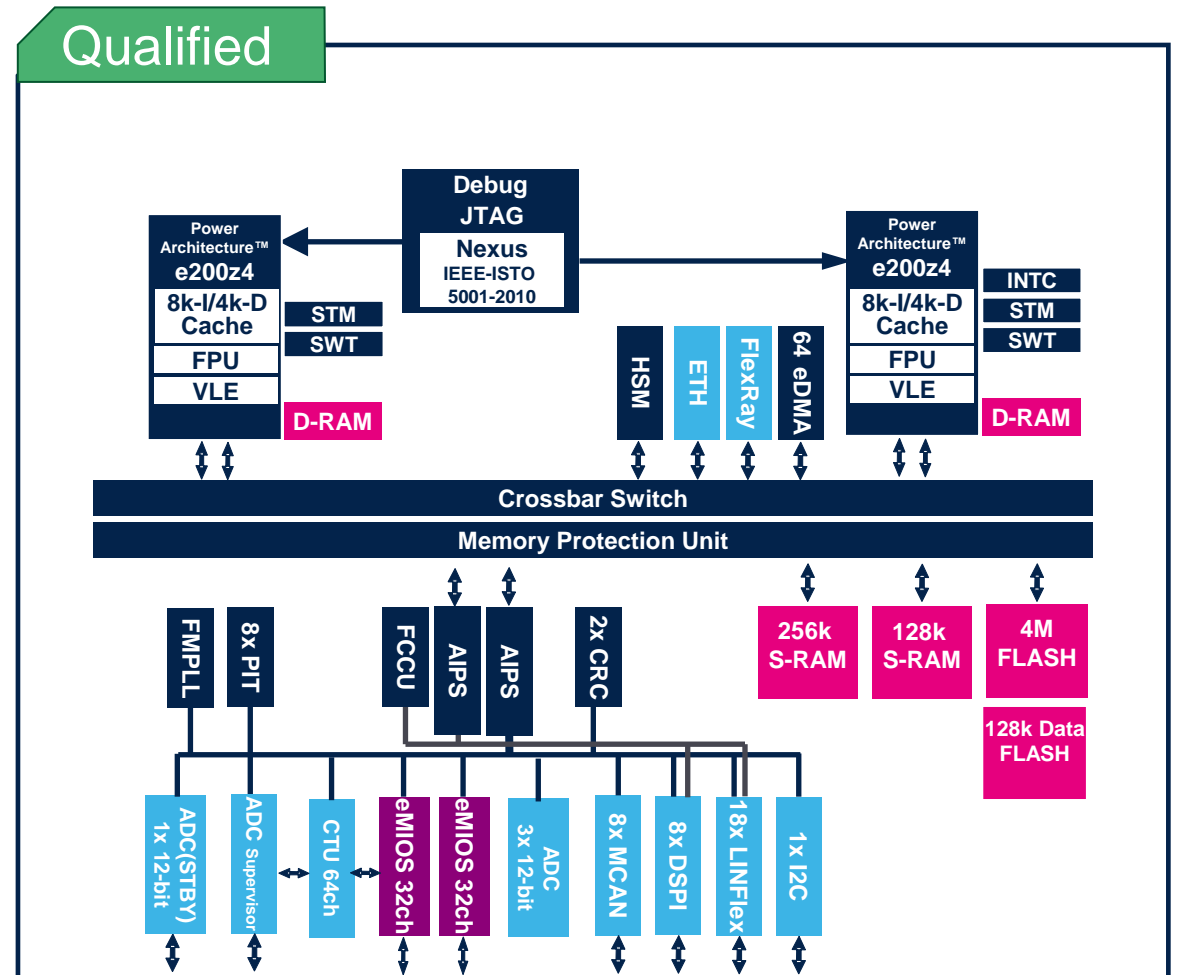 Qualified
Debug
JTAG
Nexus
IEEE-ISTO
5001-2010
Power
Architecture™
e200z4
8k-I/4k-D
Cache
FPU
VLE
STM
SWT
D-RAM
HSM
ETH
FlexRay
64 eDMA
Power
Architecture™
e200z4
8k-I/4k-D
Cache
FPU
VLE
INTC
STM
SWT
D-RAM
Crossbar Switch
Memory Protection Unit
FMPLL
8x PIT
FCCU
AIPS
AIPS
2x CRC
256k
S-RAM
128k
S-RAM
4M
FLASH
128k Data
FLASH
ADC(STBY)
1x 12-bit
ADC Supervisor
CTU 64ch
eMIOS 32ch
eMIOS 32ch
ADC
3x 12-bit
8x MCAN
8x DSPI
18x LINFlex
1x I2C